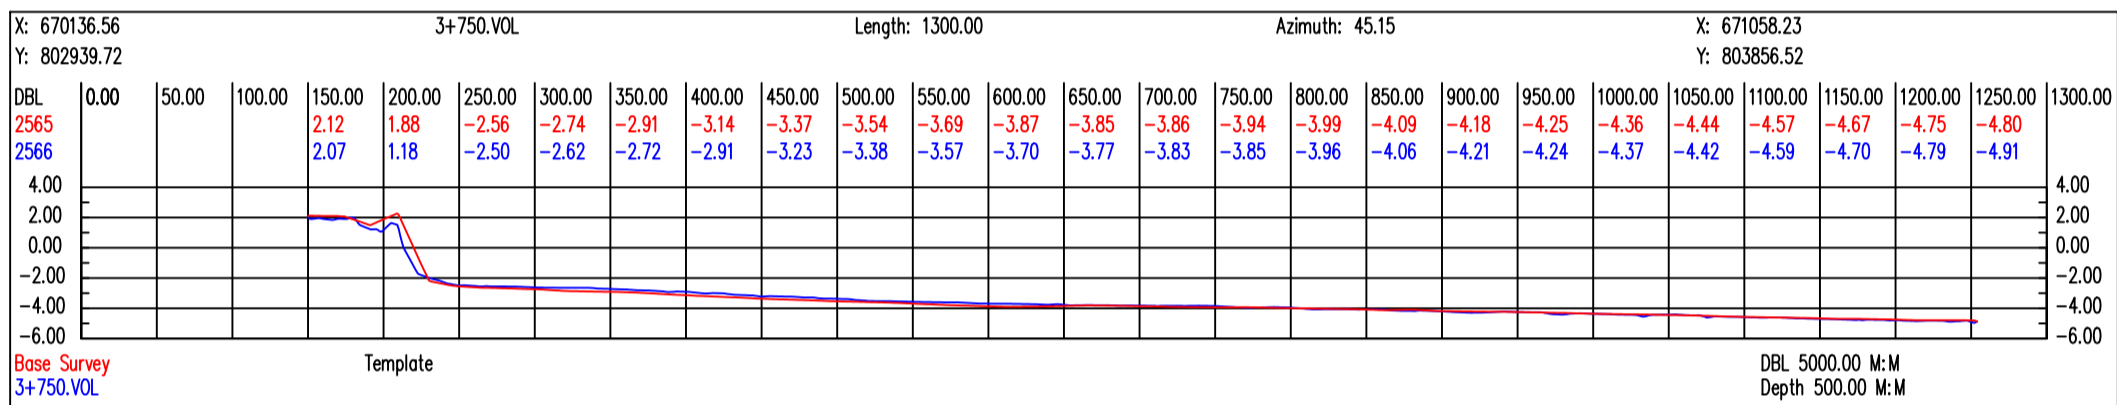 X: 670136.56 3+750.VOL Length: 1300.00 Azimuth: 45.15 X: 671058.23
Y: 802939.72 Y: 803856.52
DBL 0.00 50.00 100.00 150.00 200.00 250.00 300.00 350.00 400.00 450.00 500.00 550.00 600.00 650.00 700.00 750.00 800.00 850.00 900.00 950.00 1000.00 1050.00 1100.00 1150.00 1200.00 1250.00 1300.00
2565 2.12 1.88 -2.56 -2.74 -2.91 -3.14 -3.37 -3.54 -3.69 -3.87 -3.85 -3.86 -3.94 -3.99 -4.09 -4.18 -4.25 -4.36 -4.44 -4.57 -4.67 -4.75 -4.80
2566 2.07 1.18 -2.50 -2.62 -2.72 -2.91 -3.23 -3.38 -3.57 -3.70 -3.77 -3.83 -3.85 -3.96 -4.06 -4.21 -4.24 -4.37 -4.42 -4.59 -4.70 -4.79 -4.91
4.00 4.00
2.00 2.00
0.00 0.00
-2.00 -2.00
-4.00 -4.00
-6.00 -6.00
Base Survey Template DBL 5000.00 M:M
3+750.VOL Depth 500.00 M:M